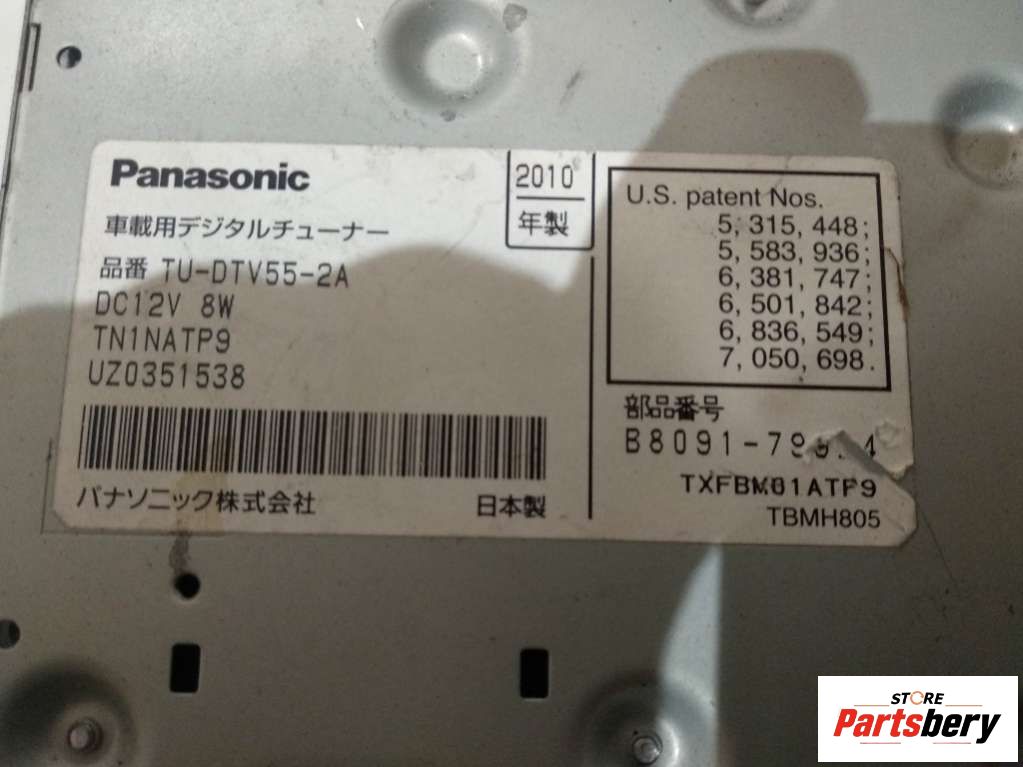 Panasonic
2010
年製
車載用デジタルチューナー
品番 TU-DTV55-2A
DC12V 8W
TN1NATP9
UZ0351538
パナソニック株式会社
日本製
U.S. patent Nos.
5,315,448;
5,583,936;
6,381,747;
6,501,842;
6,836,549;
7,050,698.
部品番号
TBMH805
STORE
Partsbery